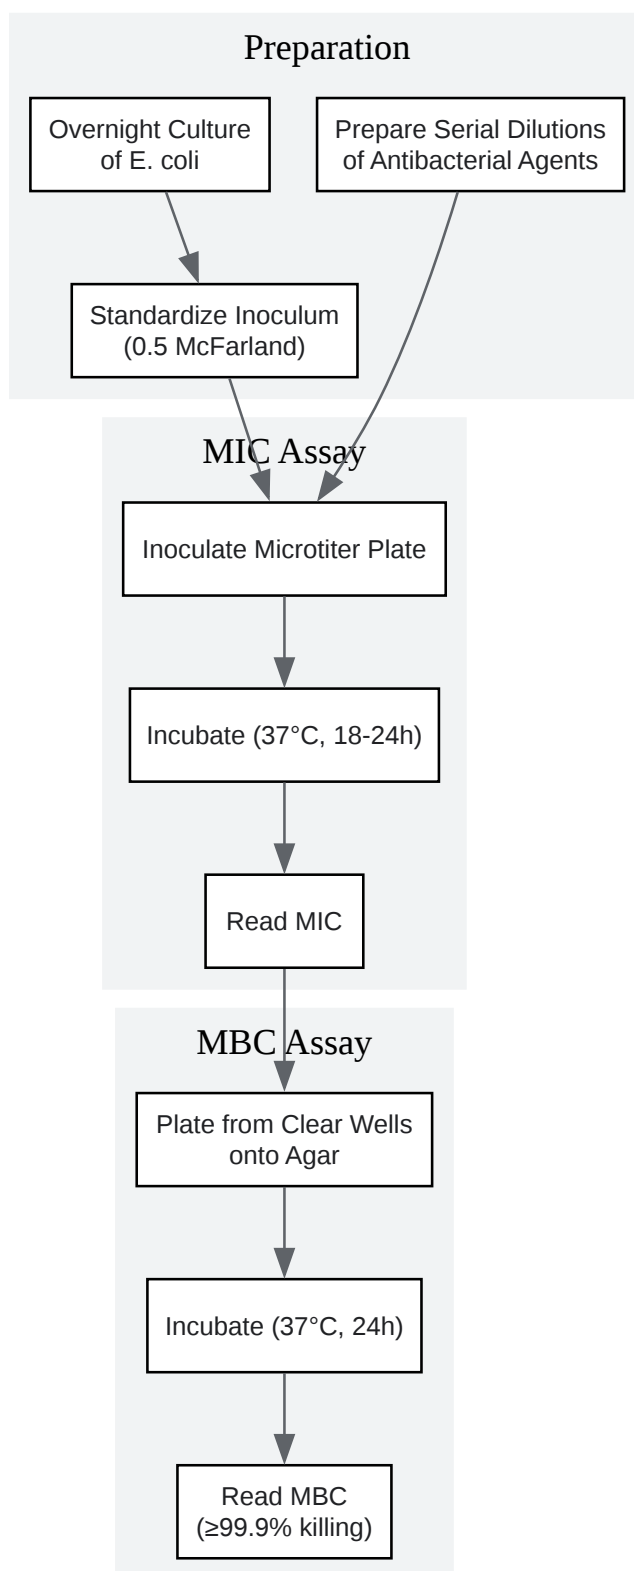 Preparation
Overnight Culture
of E. coli
Prepare Serial Dilutions
of Antibacterial Agents
Standardize Inoculum
(0.5 McFarland)
MIC Assay
Inoculate Microtiter Plate
Incubate (37°C, 18-24h)
Read MIC
MBC Assay
Plate from Clear Wells
onto Agar
Incubate (37°C, 24h)
Read MBC
(≥99.9% killing)